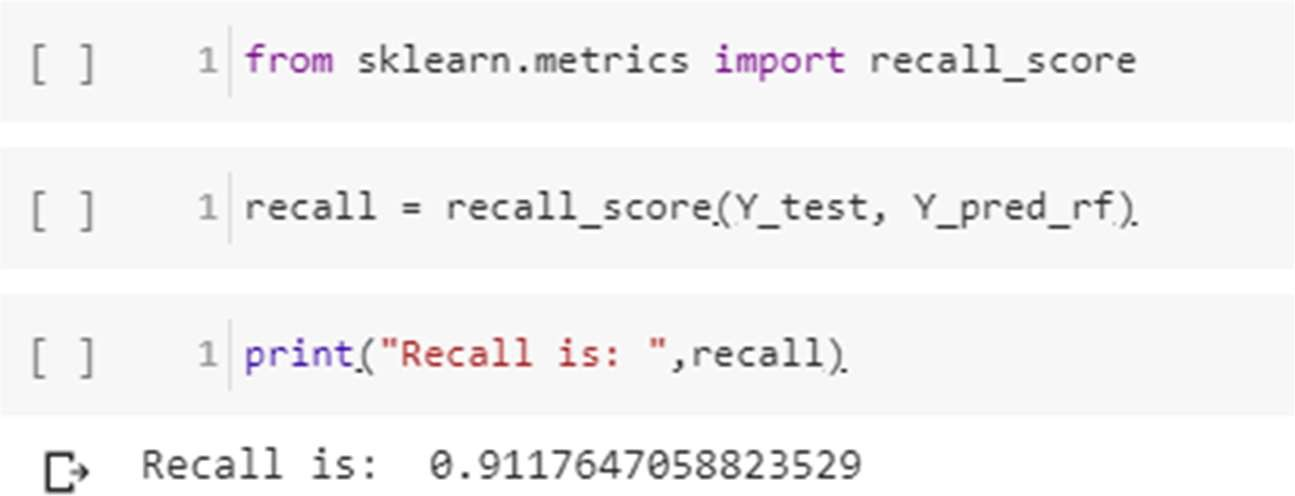 [ ] 1 from sklearn.metrics import recall_score
[ ] 1 recall = recall_score(Y_test, Y_pred_rf)
[ ] 1 print("Recall is: ",recall)
Recall is:  0.9117647058823529